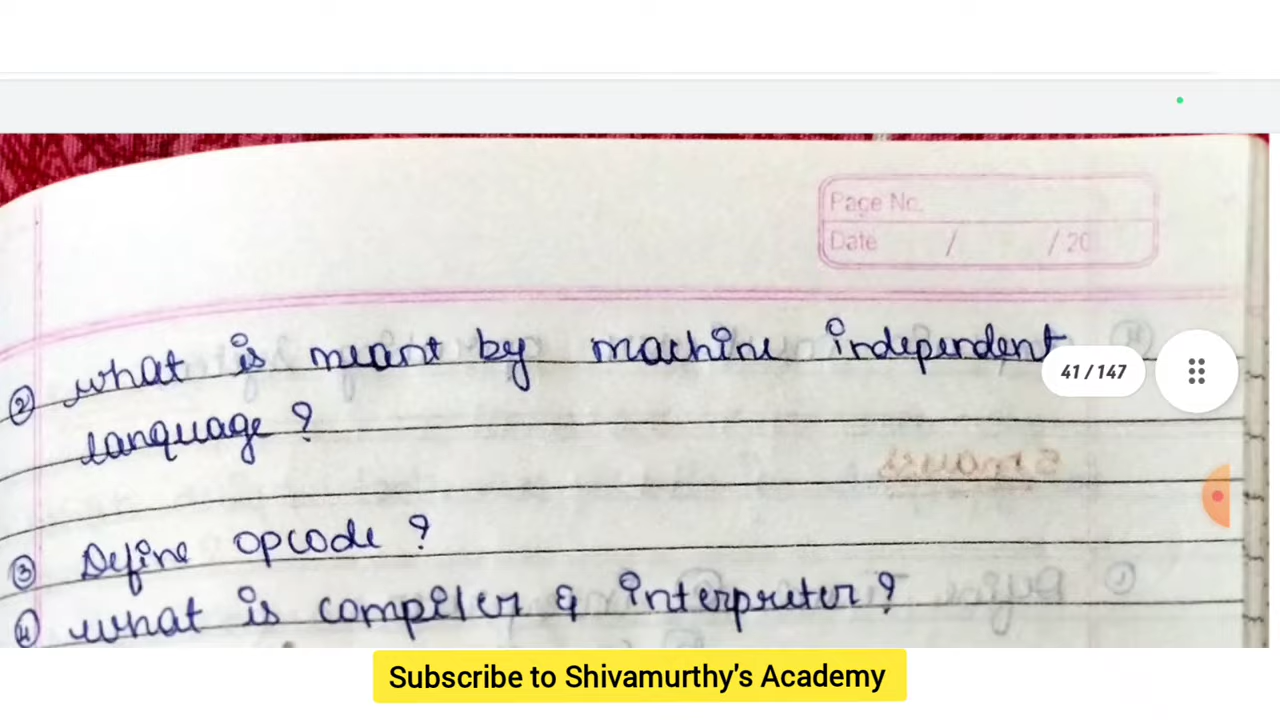 Page No.
Date / / 20
② what is meant by machine independent
language ?
41 / 147
③ Define opcode ?
④ what is compiler & interpreter ?
Subscribe to Shivamurthy's Academy